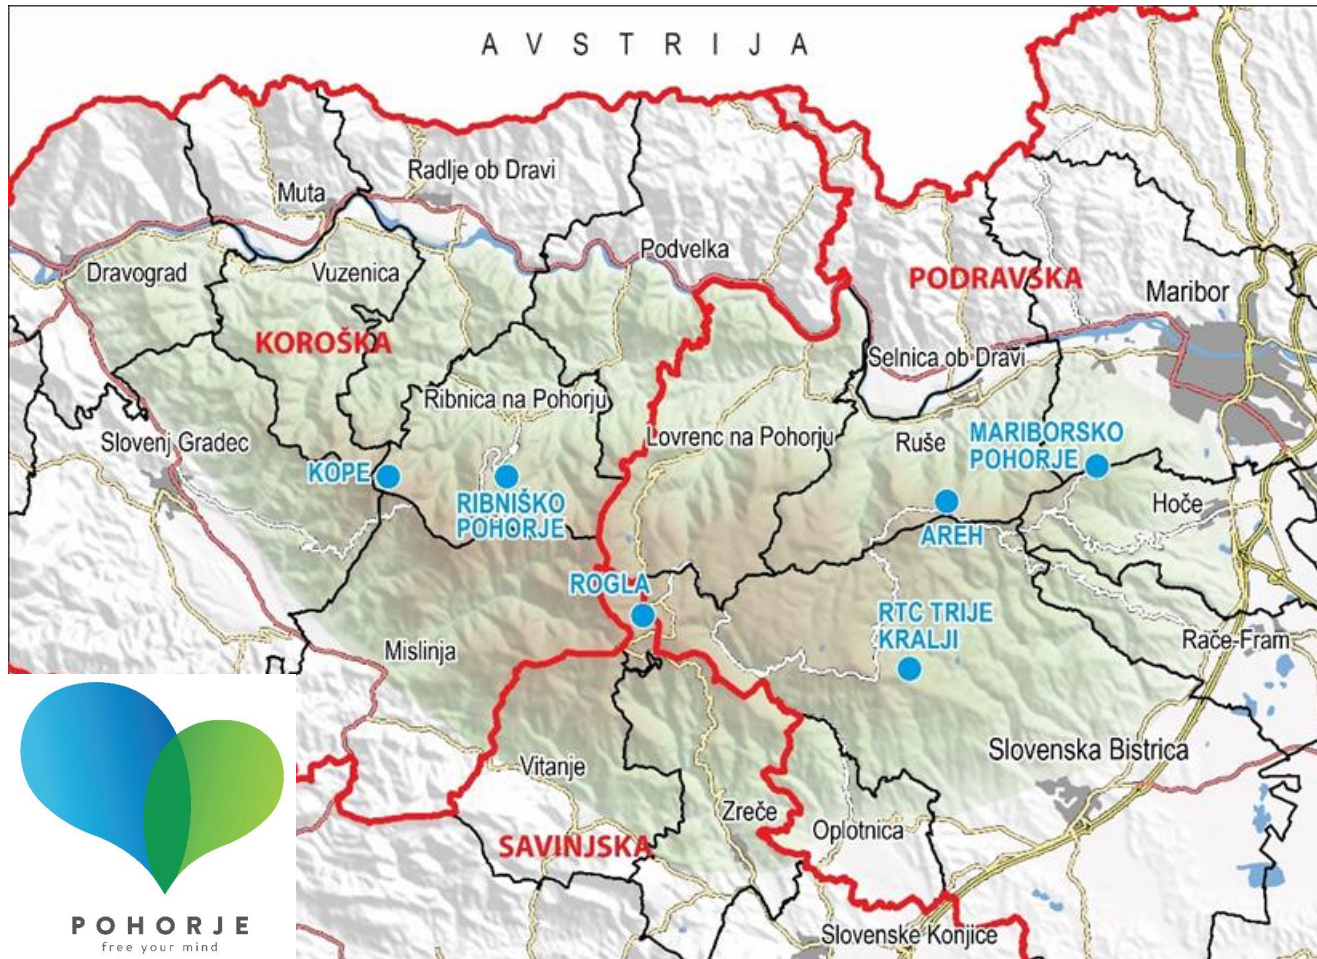 AVSTRIJA
Radlje ob Dravi
Muta
Podvelka
Dravograd
Vuzenica
PODRAVSKA
Maribor
KOROŠKA
Selnica ob Dravi
Ribnica na Pohorju
Slovenj Gradec
Lovrenc na Pohorju
Ruše
MARIBORSKO
POHORJE
KOPE
RIBNIŠKO
POHORJE
Hoče
AREH
ROGLA
RTC TRIJE
KRALJI
Mislinja
Rače-Fram
Slovenska Bistrica
Vitanje
Zreče
Oplotnica
SAVINJSKA
Slovenske Konjice
POHORJE
free your mind